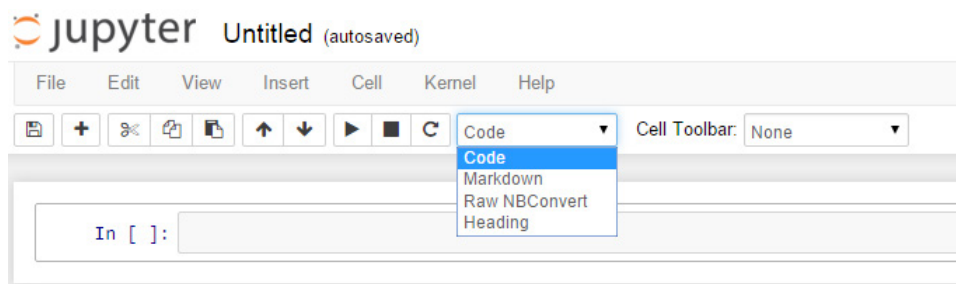 jupyter Untitled (autosaved)
File Edit View Insert Cell Kernel Help
Code Cell Toolbar: None
Code
Markdown
Raw NBConvert
Heading
In [ ]: